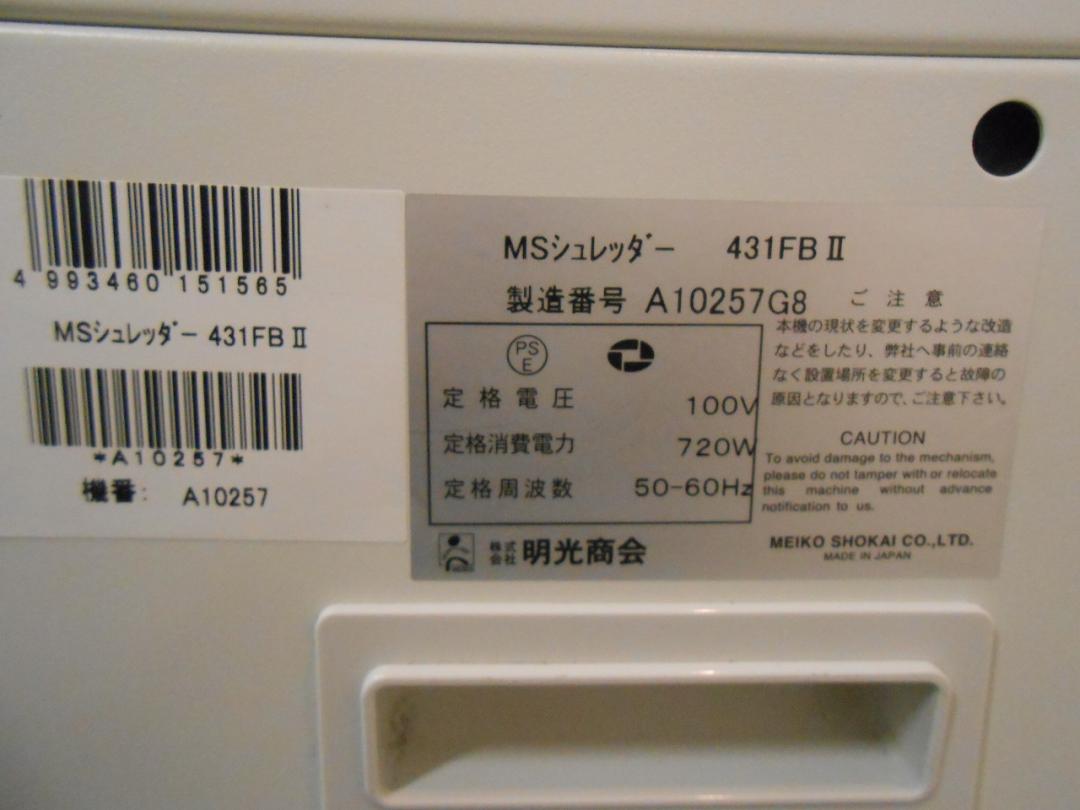 4 993460 151565
MSｼｭﾚｯﾀﾞｰ 431FBⅡ
*A10257*
機番: A10257
MSｼｭﾚｯﾀﾞｰ 431FBⅡ
製造番号 A10257G8
PS
E
定格電圧 100V
定格消費電力 720W
定格周波数 50-60Hz
株式会社 明光商会
ご注意
本機の現状を変更するような改造
などをしたり、弊社へ事前の連絡
なく設置場所を変更すると故障の
原因となりますので、ご注意下さい。
CAUTION
To avoid damage to the mechanism,
please do not tamper with or relocate
this machine without advance
notification to us.
MEIKO SHOKAI CO.,LTD.
MADE IN JAPAN